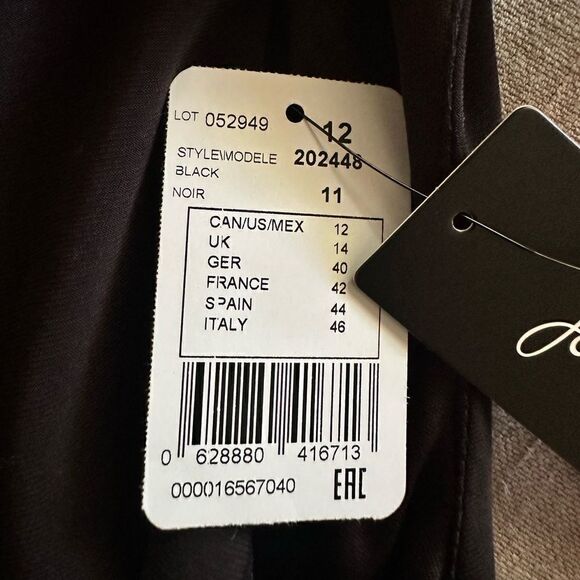 LOT 052949 12
STYLE\MODELE 202448
BLACK
NOIR 11
CAN/US/MEX 12
UK 14
GER 40
FRANCE 42
SPAIN 44
ITALY 46
0 628880 416713
000016567040 EAC